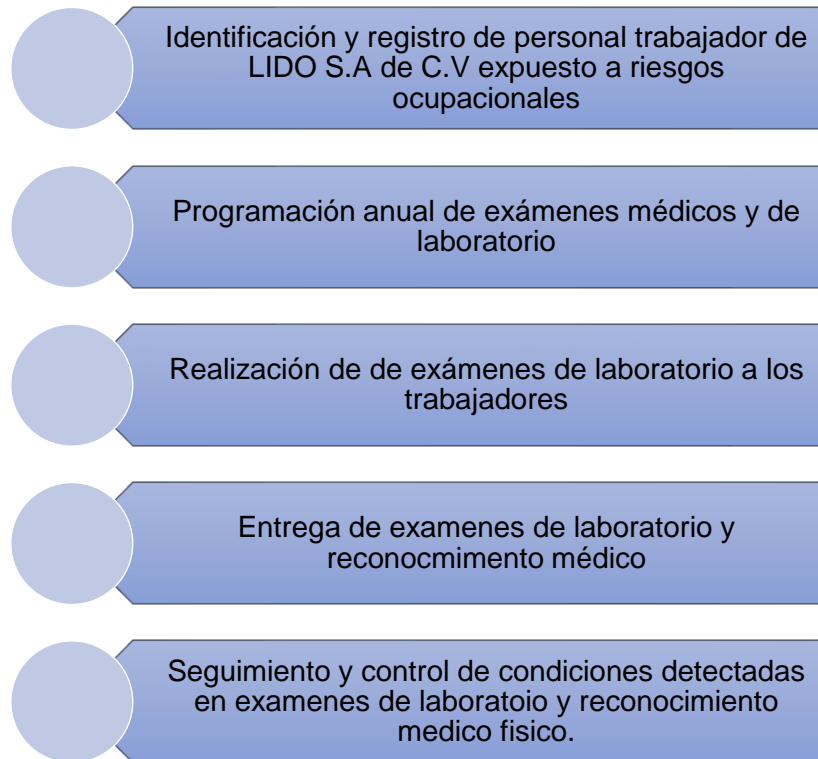 Identificación y registro de personal trabajador de
LIDO S.A de C.V expuesto a riesgos
ocupacionales
Programación anual de exámenes médicos y de
laboratorio
Realización de de exámenes de laboratorio a los
trabajadores
Entrega de examenes de laboratorio y
reconocmimento médico
Seguimiento y control de condiciones detectadas
en examenes de laboratoio y reconocimiento
medico fisico.